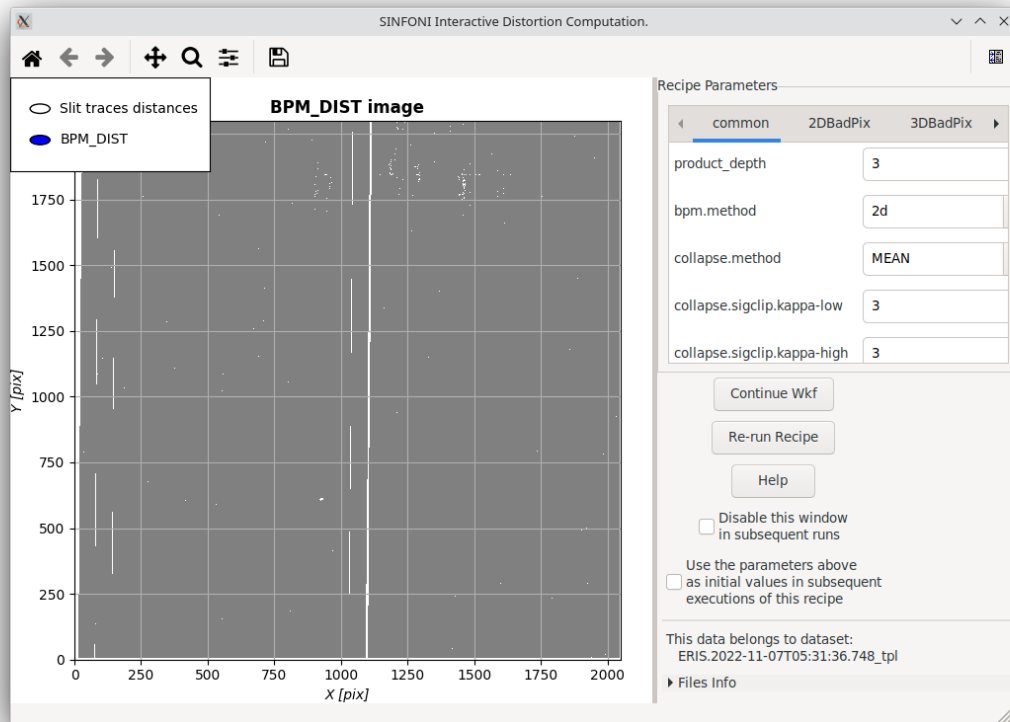 SINFONI Interactive Distortion Computation.
Slit traces distances
BPM_DIST
BPM_DIST image
1750
1500
1250
1000
750
500
250
0
Y [pix]
0 250 500 750 1000 1250 1500 1750 2000
X [pix]
Recipe Parameters
common 2DBadPix 3DBadPix
product_depth 3
bpm.method 2d
collapse.method MEAN
collapse.sigclip.kappa-low 3
collapse.sigclip.kappa-high 3
Continue Wkf
Re-run Recipe
Help
Disable this window
in subsequent runs
Use the parameters above
as initial values in subsequent
executions of this recipe
This data belongs to dataset:
ERIS.2022-11-07T05:31:36.748_tpl
Files Info